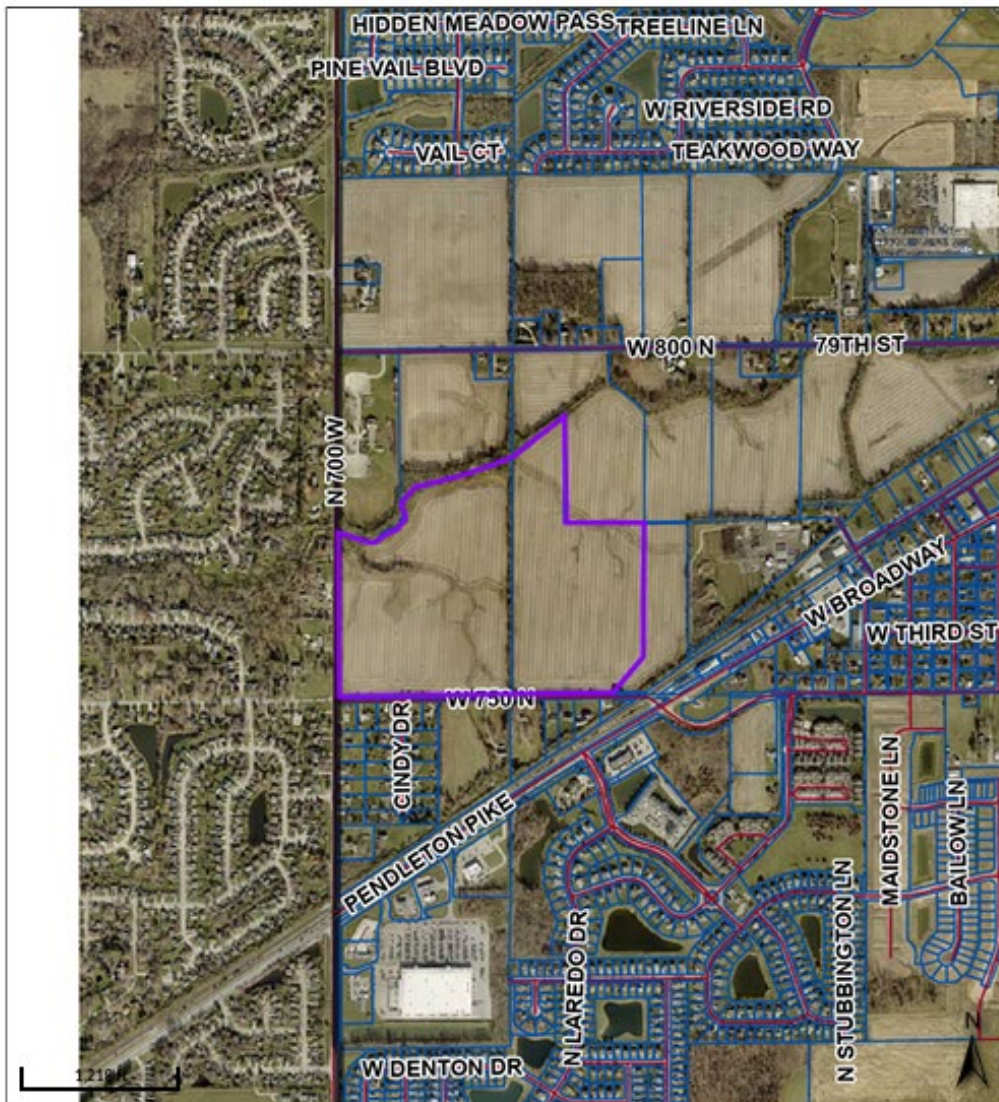 HIDDEN MEADOW PASS
TREELINE LN
PINE VAIL BLVD
W RIVERSIDE RD
VAIL CT
TEAKWOOD WAY
W 800 N
79TH ST
N 700 W
W BROADWAY
W THIRD ST
W 750 N
CINDY DR
PENDLETON PIKE
MAIDSTONE LN
BAILOW LN
N LAREDO DR
N STUBBINGTON LN
N
W DENTON DR